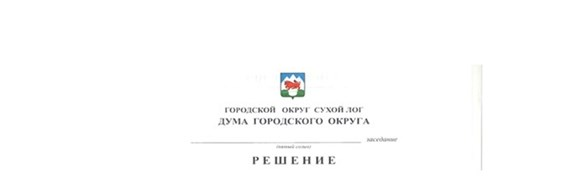 ГОРОДСКОЙ ОКРУГ СУХОЙ ЛОГ
ДУМА ГОРОДСКОГО ОКРУГА
заседание
РЕШЕНИЕ